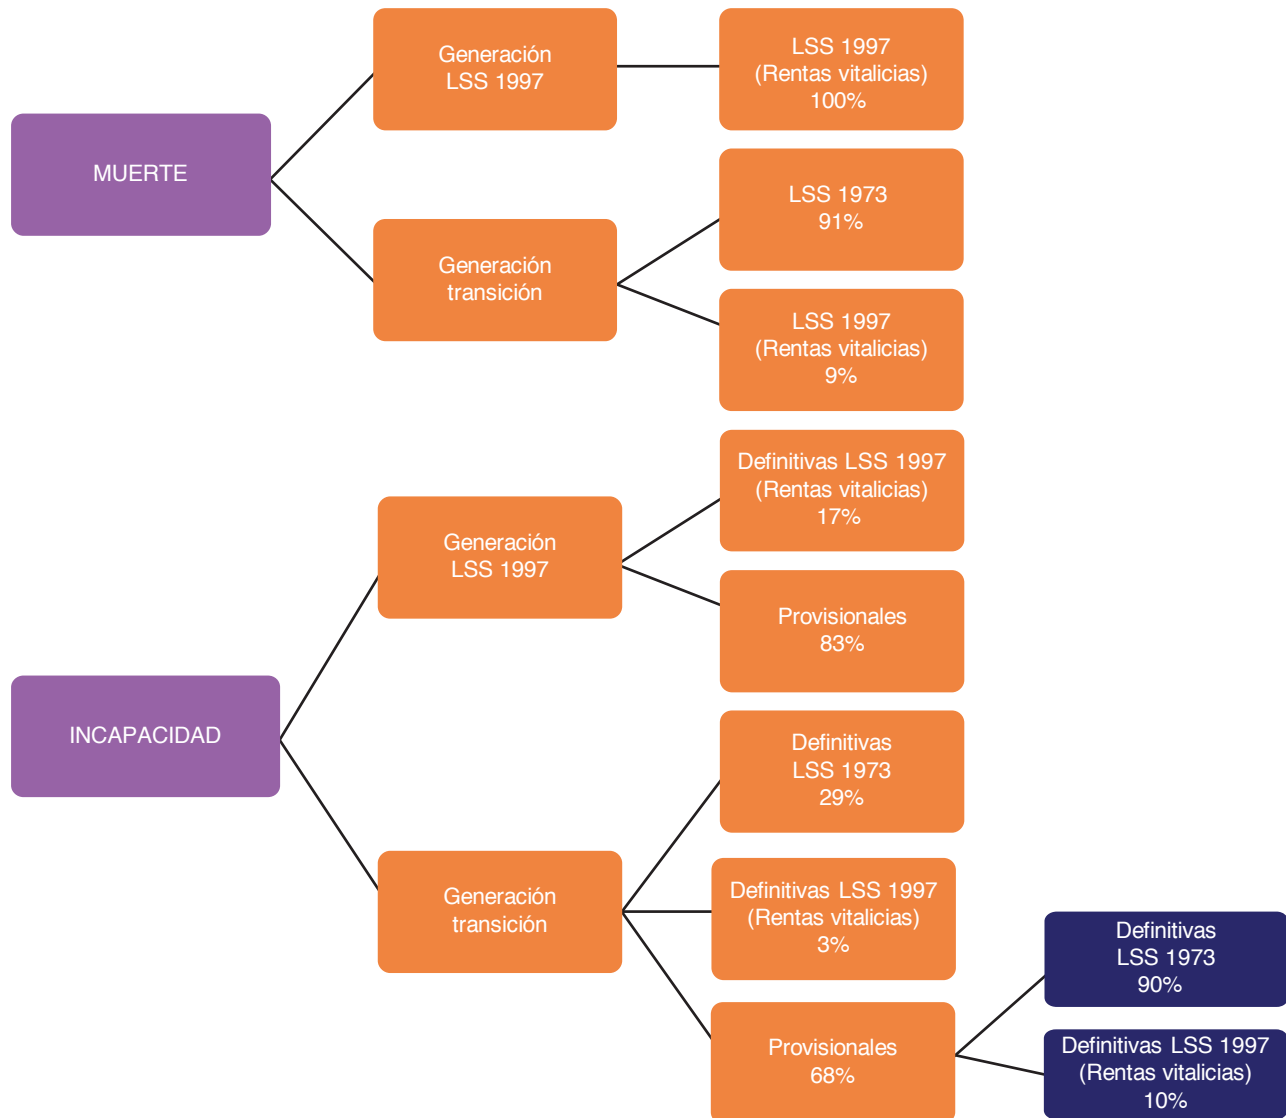 MUERTE
Generación
LSS 1997
LSS 1997
(Rentas vitalicias)
100%
Generación
transición
LSS 1973
91%
LSS 1997
(Rentas vitalicias)
9%
INCAPACIDAD
Generación
LSS 1997
Definitivas LSS 1997
(Rentas vitalicias)
17%
Provisionales
83%
Generación
transición
Definitivas
LSS 1973
29%
Definitivas LSS 1997
(Rentas vitalicias)
3%
Provisionales
68%
Definitivas
LSS 1973
90%
Definitivas LSS 1997
(Rentas vitalicias)
10%